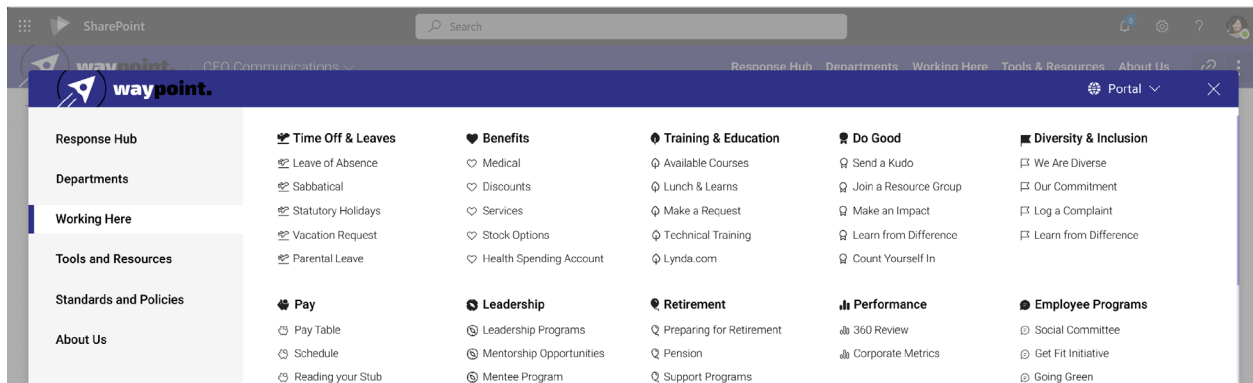 SharePoint
Search
8
?
waypoint.
CEO Communications
Response Hub Departments Working Here Tools & Resources About Us
waypoint.
Portal
Response Hub
Departments
Working Here
Tools and Resources
Standards and Policies
About Us
Time Off & Leaves
Leave of Absence
Sabbatical
Statutory Holidays
Vacation Request
Parental Leave
Benefits
Medical
Discounts
Services
Stock Options
Health Spending Account
Training & Education
Available Courses
Lunch & Learns
Make a Request
Technical Training
Lynda.com
Do Good
Send a Kudo
Join a Resource Group
Make an Impact
Learn from Difference
Count Yourself In
Diversity & Inclusion
We Are Diverse
Our Commitment
Log a Complaint
Learn from Difference
Pay
Pay Table
Schedule
Reading your Stub
Leadership
Leadership Programs
Mentorship Opportunities
Mentee Program
Retirement
Preparing for Retirement
Pension
Support Programs
Performance
360 Review
Corporate Metrics
Employee Programs
Social Committee
Get Fit Initiative
Going Green